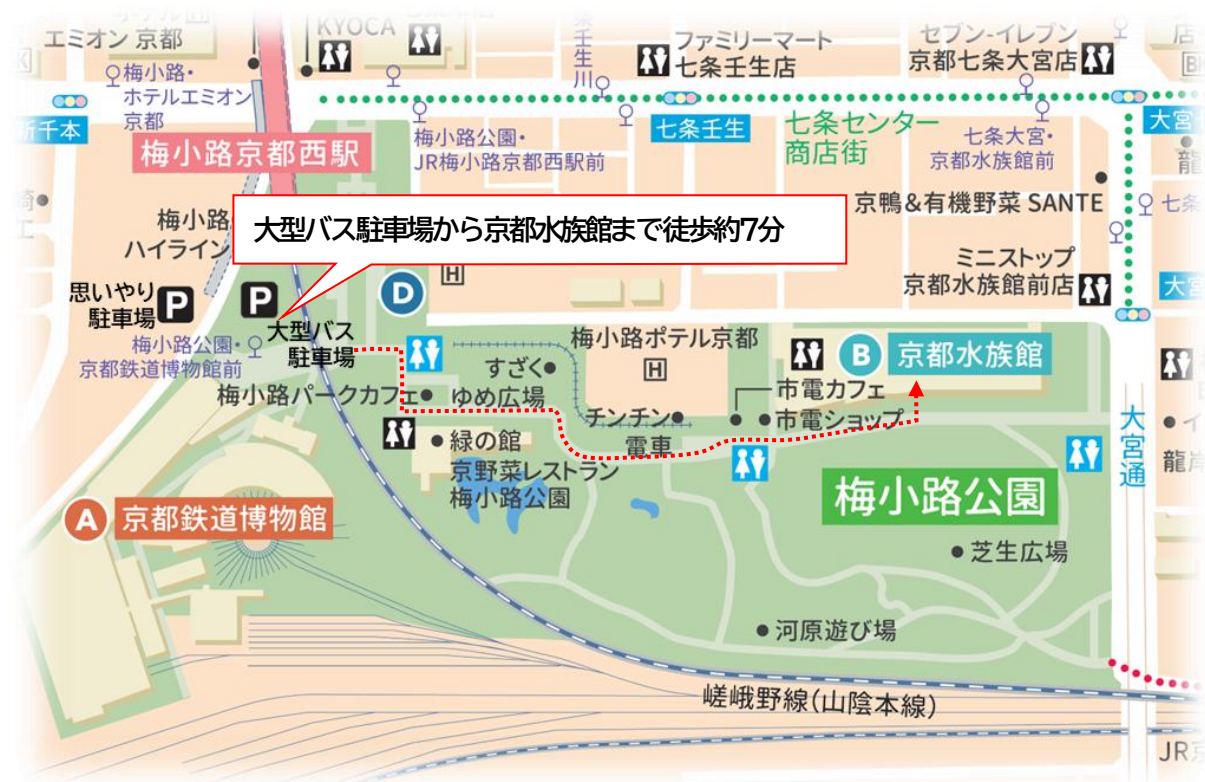 エミオン 京都
KYOCA
壬生川
ファミリーマート
七条壬生店
セブン-イレブン
京都七条大宮店
梅小路・
ホテルエミオン
京都
千本
梅小路京都西駅
梅小路公園・
JR梅小路京都西駅前
七条壬生
七条センター
商店街
七条大宮・
京都水族館前
大宮
梅小路
ハイライン
大型バス駐車場から京都水族館まで徒歩約7分
京鴨&有機野菜 SANTE
ミニストップ
京都水族館前店
思いやり
駐車場
P
P
大型バス
駐車場
梅小路公園・
京都鉄道博物館前
D
H
すざく
ゆめ広場
梅小路ポテル京都
H
B
京都水族館
市電カフェ
市電ショップ
梅小路パークカフェ
チンチン
電車
緑の館
京野菜レストラン
梅小路公園
大宮通
A
京都鉄道博物館
梅小路公園
芝生広場
河原遊び場
嵯峨野線(山陰本線)
JR